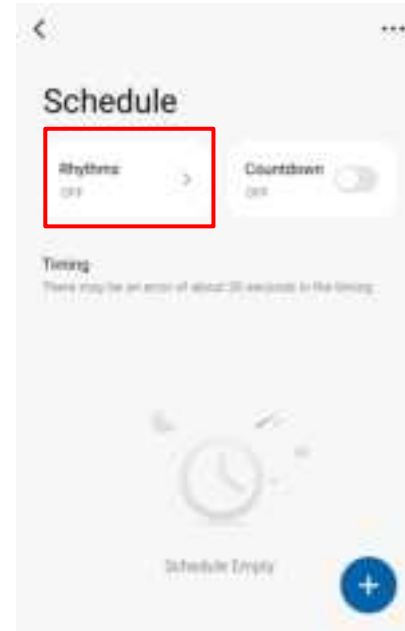 Schedule
Rhythms
OFF
Countdown
OFF
Timing
There may be an error of about 30 seconds in the timing
Schedule Empty